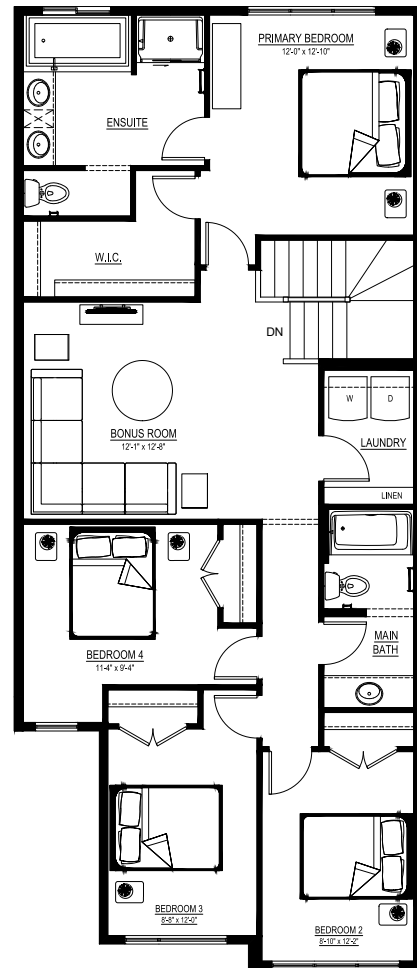 PRIMARY BEDROOM
12'-0" x 12'-10"
ENSUITE
W.I.C.
DN
BONUS ROOM
12'-1" x 12'-8"
W D
LAUNDRY
LINEN
BEDROOM 4
11'-4" x 9'-4"
MAIN
BATH
BEDROOM 3
8'-8" x 12'-0"
BEDROOM 2
8'-10" x 12'-2"